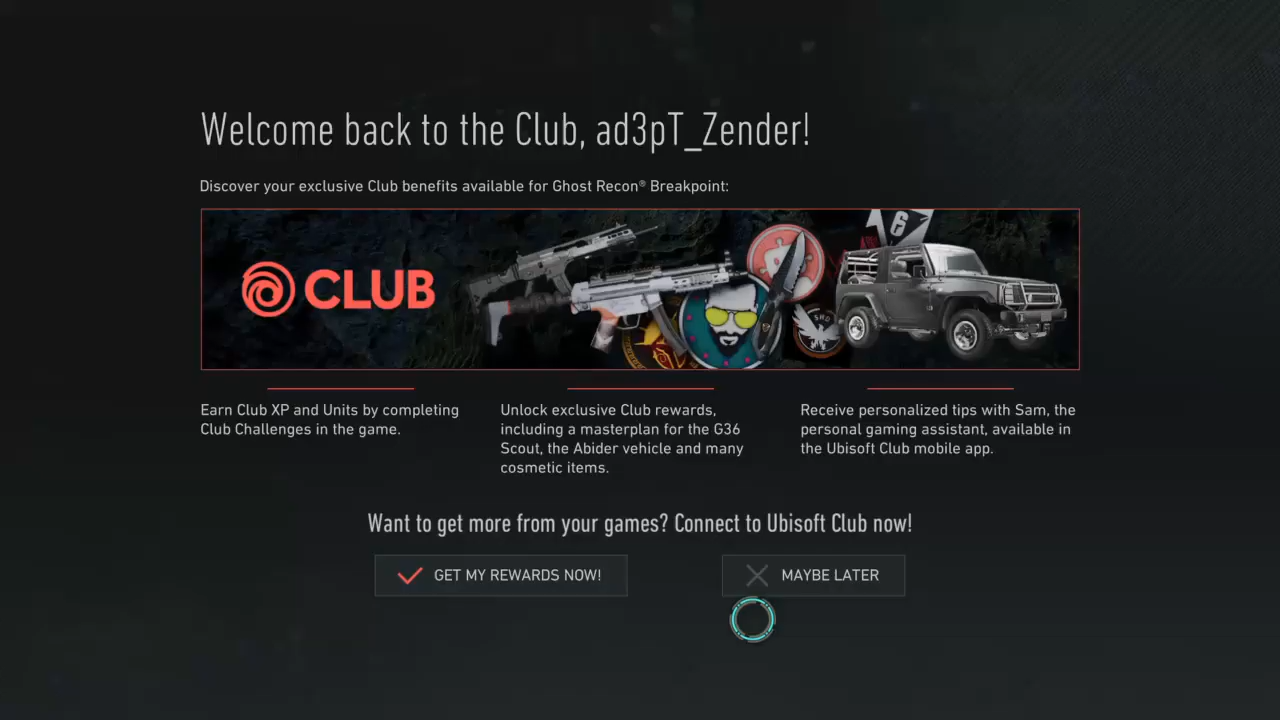 Welcome back to the Club, ad3pT_Zender!
Discover your exclusive Club benefits available for Ghost Recon® Breakpoint:
CLUB
6
SHD
Earn Club XP and Units by completing
Club Challenges in the game.
Unlock exclusive Club rewards,
including a masterplan for the G36
Scout, the Abider vehicle and many
cosmetic items.
Receive personalized tips with Sam, the
personal gaming assistant, available in
the Ubisoft Club mobile app.
Want to get more from your games? Connect to Ubisoft Club now!
GET MY REWARDS NOW!
MAYBE LATER